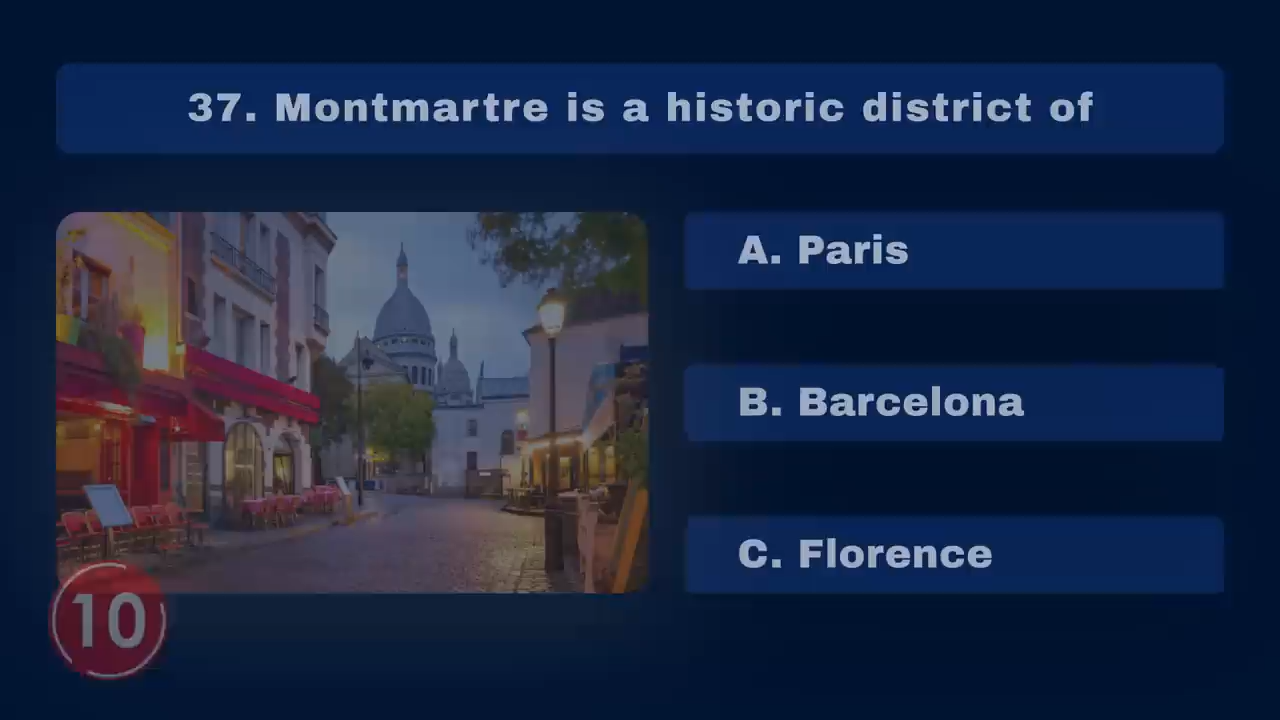 37. Montmartre is a historic district of
A. Paris
B. Barcelona
C. Florence
10